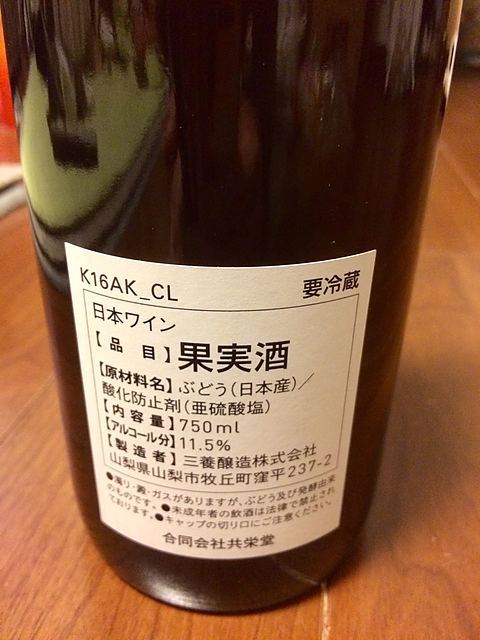 K16AK_CL
要冷蔵
日本ワイン
【品 目】果実酒
【原材料名】ぶどう(日本産)／
酸化防止剤(亜硫酸塩)
【内容量】750ml
【アルコール分】11.5%
【製造者】三養醸造株式会社
山梨県山梨市牧丘町窪平237-2
●濁り・澱・ガスがありますが、ぶどう及び発酵由来
のものです。●未成年者の飲酒は法律で禁止され
ております。●キャップの切り口にご注意ください。
合同会社共栄堂